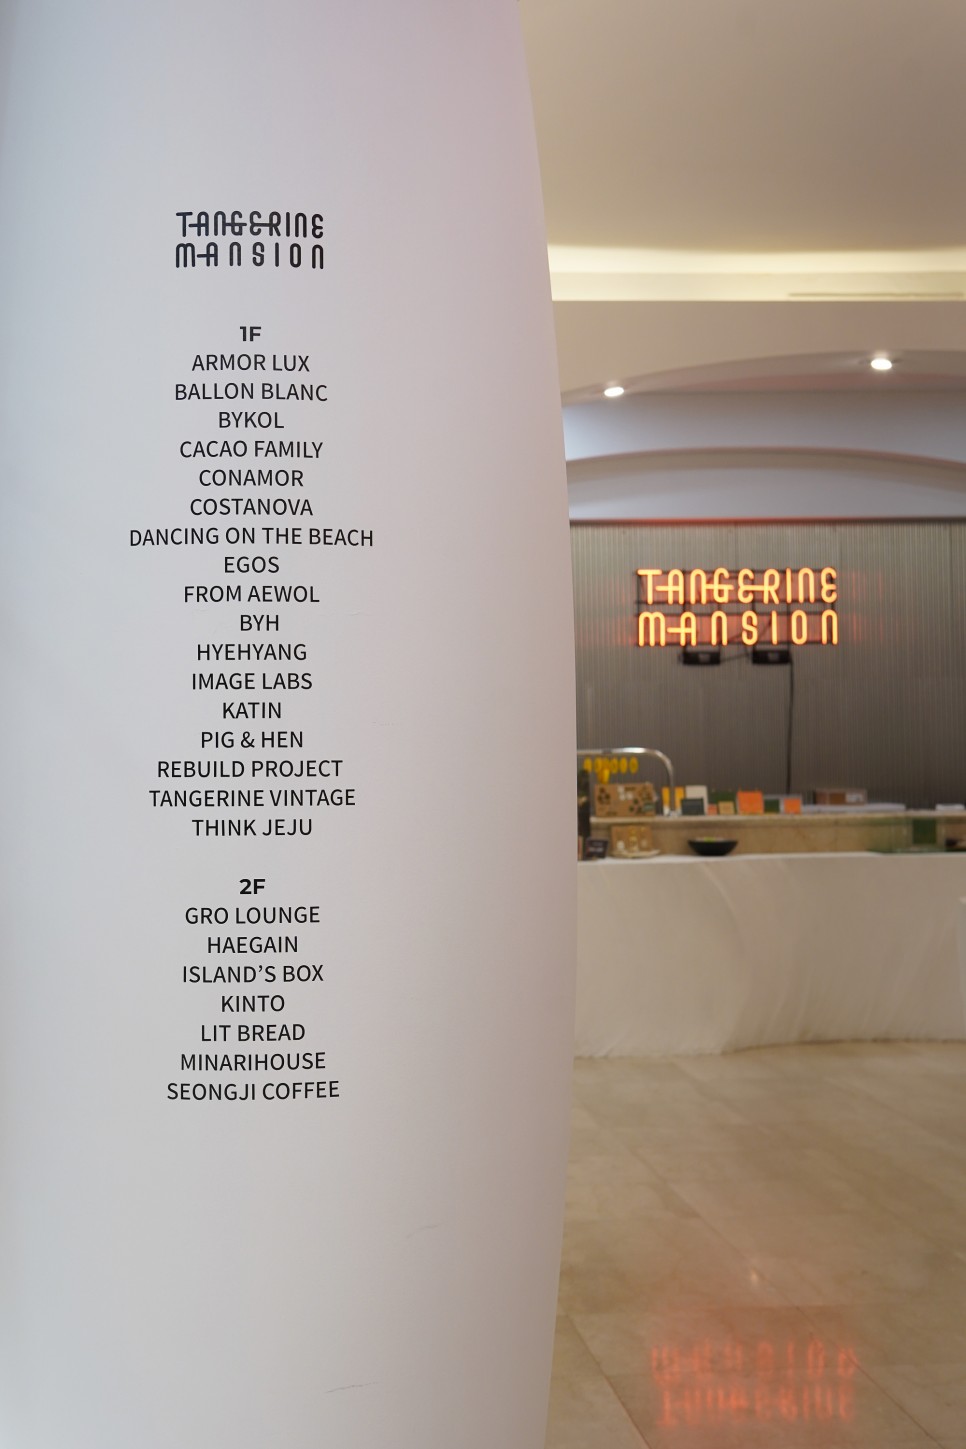 TANGERINE
MANSION
1F
ARMOR LUX
BALLON BLANC
BYKOL
CACAO FAMILY
CONAMOR
COSTANOVA
DANCING ON THE BEACH
EGOS
FROM AEWOL
BYH
HYEHYANG
IMAGE LABS
KATIN
PIG & HEN
REBUILD PROJECT
TANGERINE VINTAGE
THINK JEJU
2F
GRO LOUNGE
HAEGAIN
ISLAND’S BOX
KINTO
LIT BREAD
MINARIHOUSE
SEONGJI COFFEE
TANGERINE
MANSION